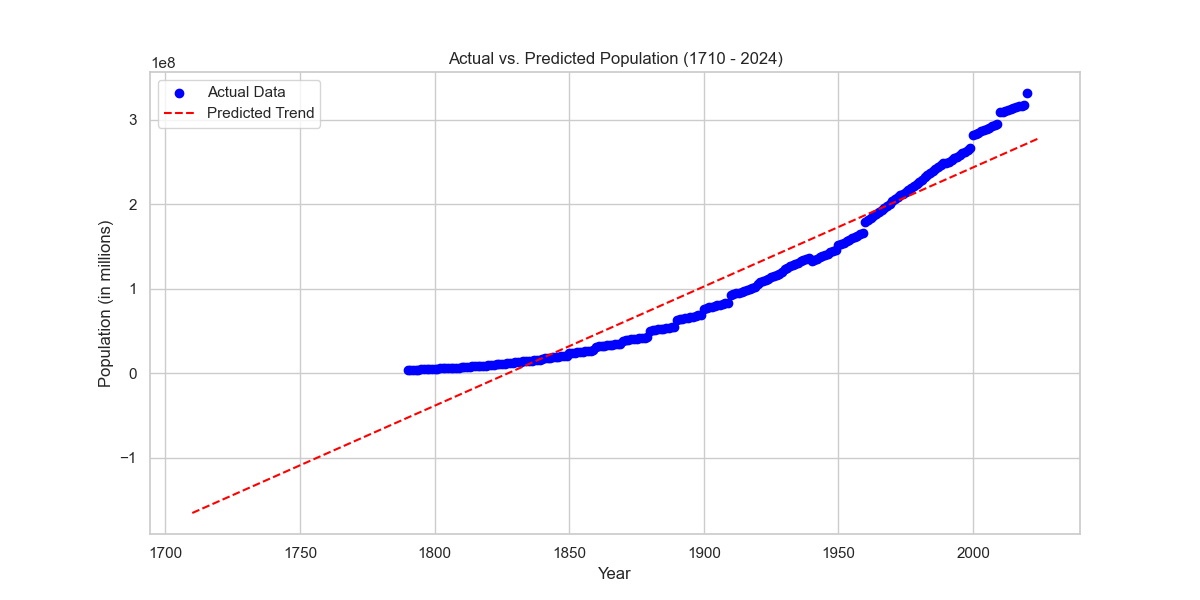 Actual vs. Predicted Population (1710 - 2024)
1e8
Actual Data
Predicted Trend
3
2
1
0
−1
Population (in millions)
1700 1750 1800 1850 1900 1950 2000
Year